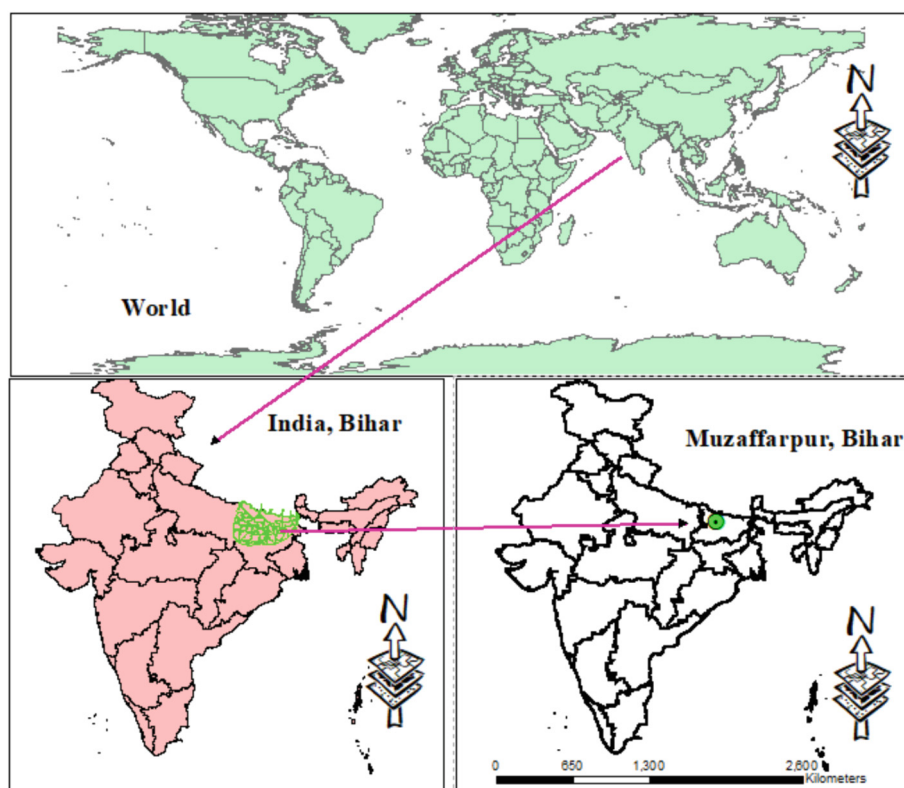 N
World
India, Bihar
N
Muzaffarpur, Bihar
N
0 650 1,300 2,600
Kilometers